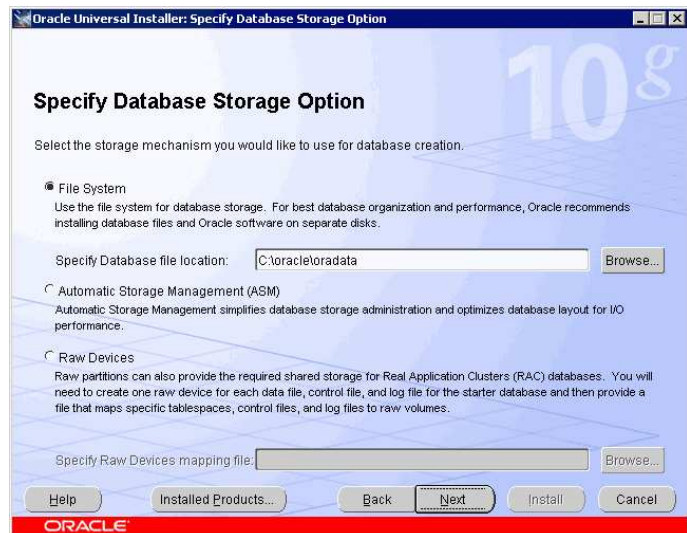 Oracle Universal Installer: Specify Database Storage Option
10g
Specify Database Storage Option
Select the storage mechanism you would like to use for database creation.
File System
Use the file system for database storage. For best database organization and performance, Oracle recommends
installing database files and Oracle software on separate disks.
Specify Database file location: C:\oracle\oradata Browse...
Automatic Storage Management (ASM)
Automatic Storage Management simplifies database storage administration and optimizes database layout for I/O
performance.
Raw Devices
Raw partitions can also provide the required shared storage for Real Application Clusters (RAC) databases. You will
need to create one raw device for each data file, control file, and log file for the starter database and then provide a
file that maps specific tablespaces, control files, and log files to raw volumes.
Specify Raw Devices mapping file: Browse...
Help Installed Products... Back Next Install Cancel
ORACLE